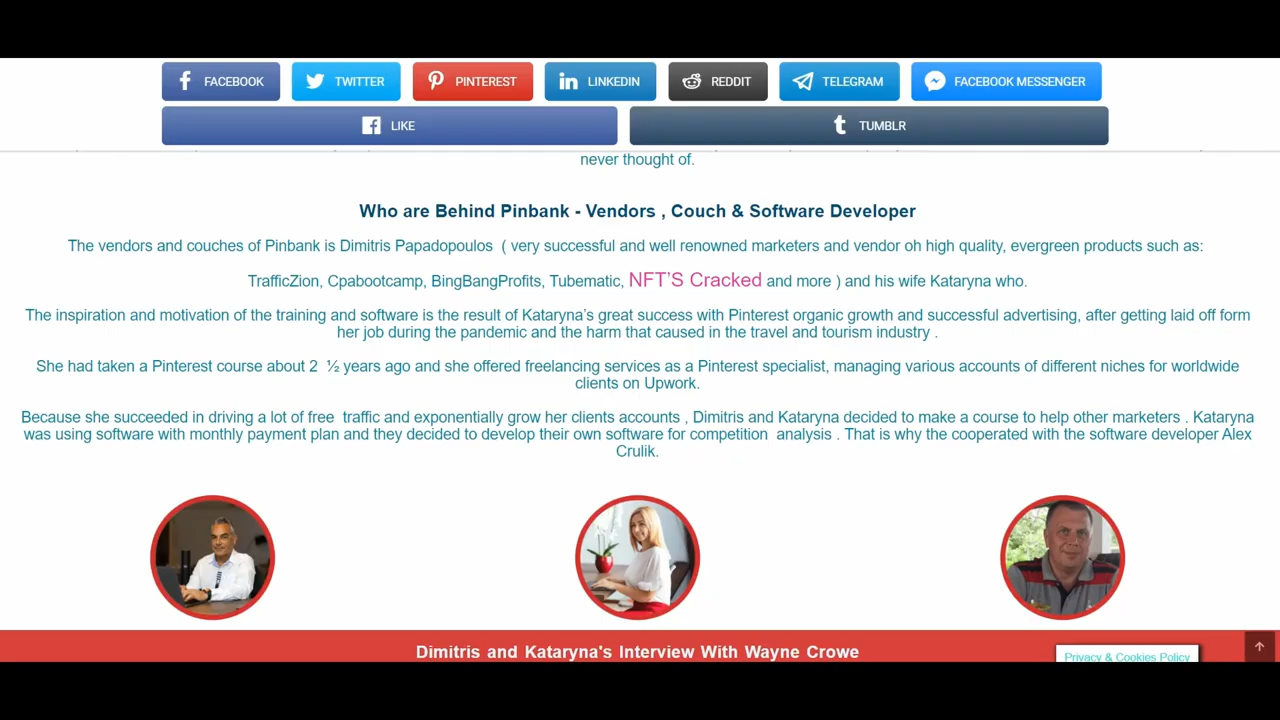 FACEBOOK TWITTER PINTEREST LINKEDIN REDDIT TELEGRAM FACEBOOK MESSENGER
LIKE TUMBLR
never thought of.
Who are Behind Pinbank - Vendors , Couch & Software Developer
The vendors and couches of Pinbank is Dimitris Papadopoulos ( very successful and well renowned marketers and vendor oh high quality, evergreen products such as:
TrafficZion, Cpabootcamp, BingBangProfits, Tubematic, NFT'S Cracked and more ) and his wife Kataryna who.
The inspiration and motivation of the training and software is the result of Kataryna's great success with Pinterest organic growth and successful advertising, after getting laid off form
her job during the pandemic and the harm that caused in the travel and tourism industry .
She had taken a Pinterest course about 2 ½ years ago and she offered freelancing services as a Pinterest specialist, managing various accounts of different niches for worldwide
clients on Upwork.
Because she succeeded in driving a lot of free traffic and exponentially grow her clients accounts , Dimitris and Kataryna decided to make a course to help other marketers . Kataryna
was using software with monthly payment plan and they decided to develop their own software for competition analysis . That is why the cooperated with the software developer Alex
Crulik.
Dimitris and Kataryna's Interview With Wayne Crowe
Privacy & Cookies Policy